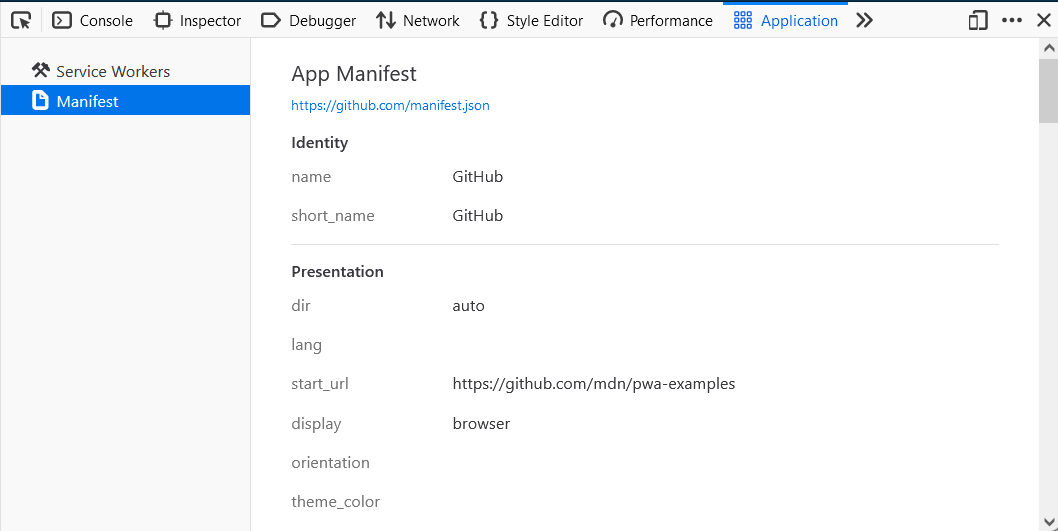 Console Inspector Debugger Network Style Editor Performance Application
Service Workers
Manifest
App Manifest
https://github.com/manifest.json
Identity
name GitHub
short_name GitHub
Presentation
dir auto
lang
start_url https://github.com/mdn/pwa-examples
display browser
orientation
theme_color